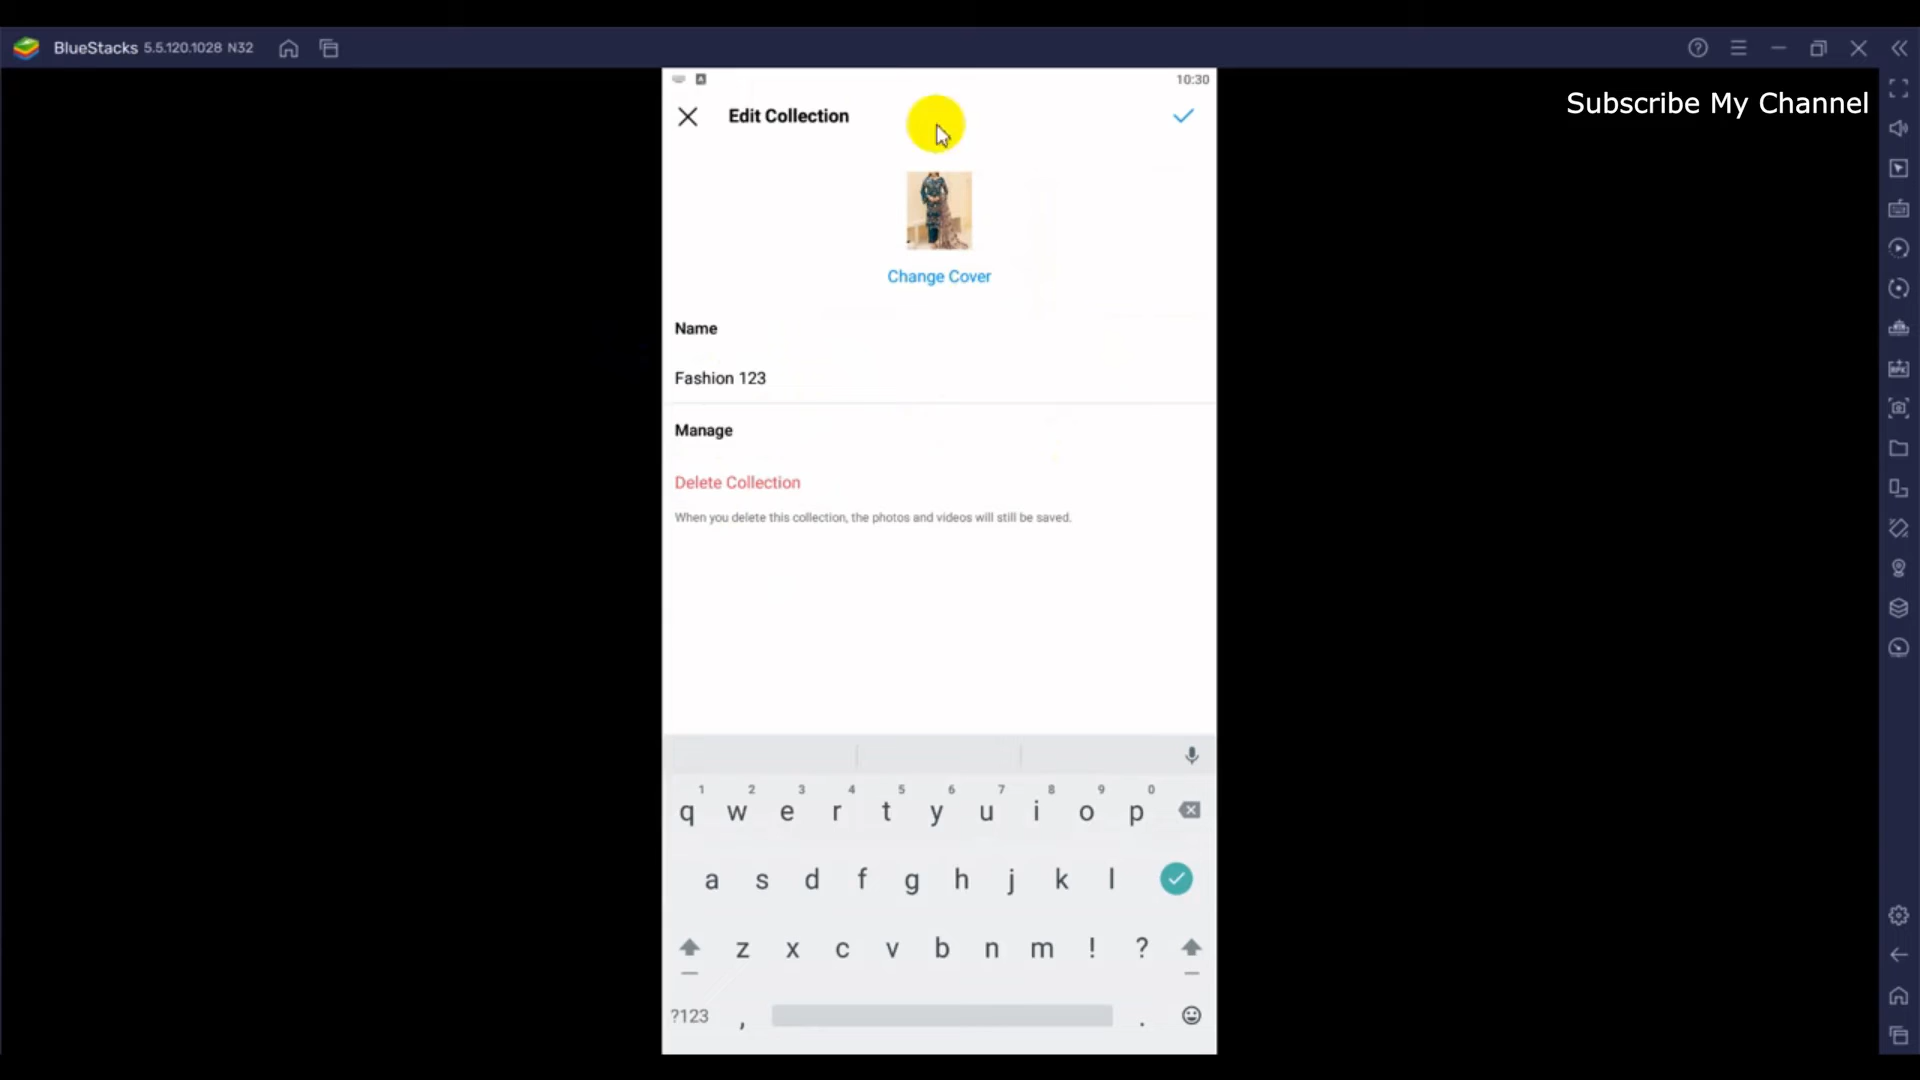 BlueStacks 5.5.120.1028 N32
Subscribe My Channel
10:30
Edit Collection
Change Cover
Name
Fashion 123
Manage
Delete Collection
When you delete this collection, the photos and videos will still be saved.
1 2 3 4 5 6 7 8 9 0
q w e r t y u i o p
a s d f g h j k l
z x c v b n m ! ?
?123 , .